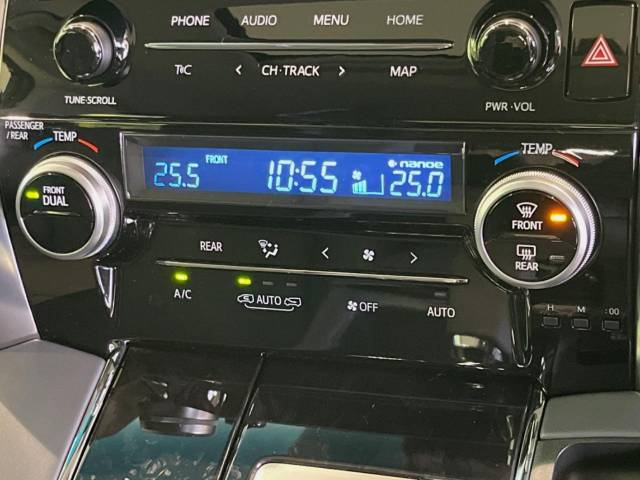 PHONE AUDIO MENU HOME
T/C < CH·TRACK > MAP
TUNE·SCROLL
PWR·VOL
PASSENGER
/REAR
TEMP
TEMP
25.5 FRONT 10:55 nanoe 25.0
FRONT
DUAL
FRONT
REAR
REAR < >
A/C AUTO OFF AUTO
H M :00